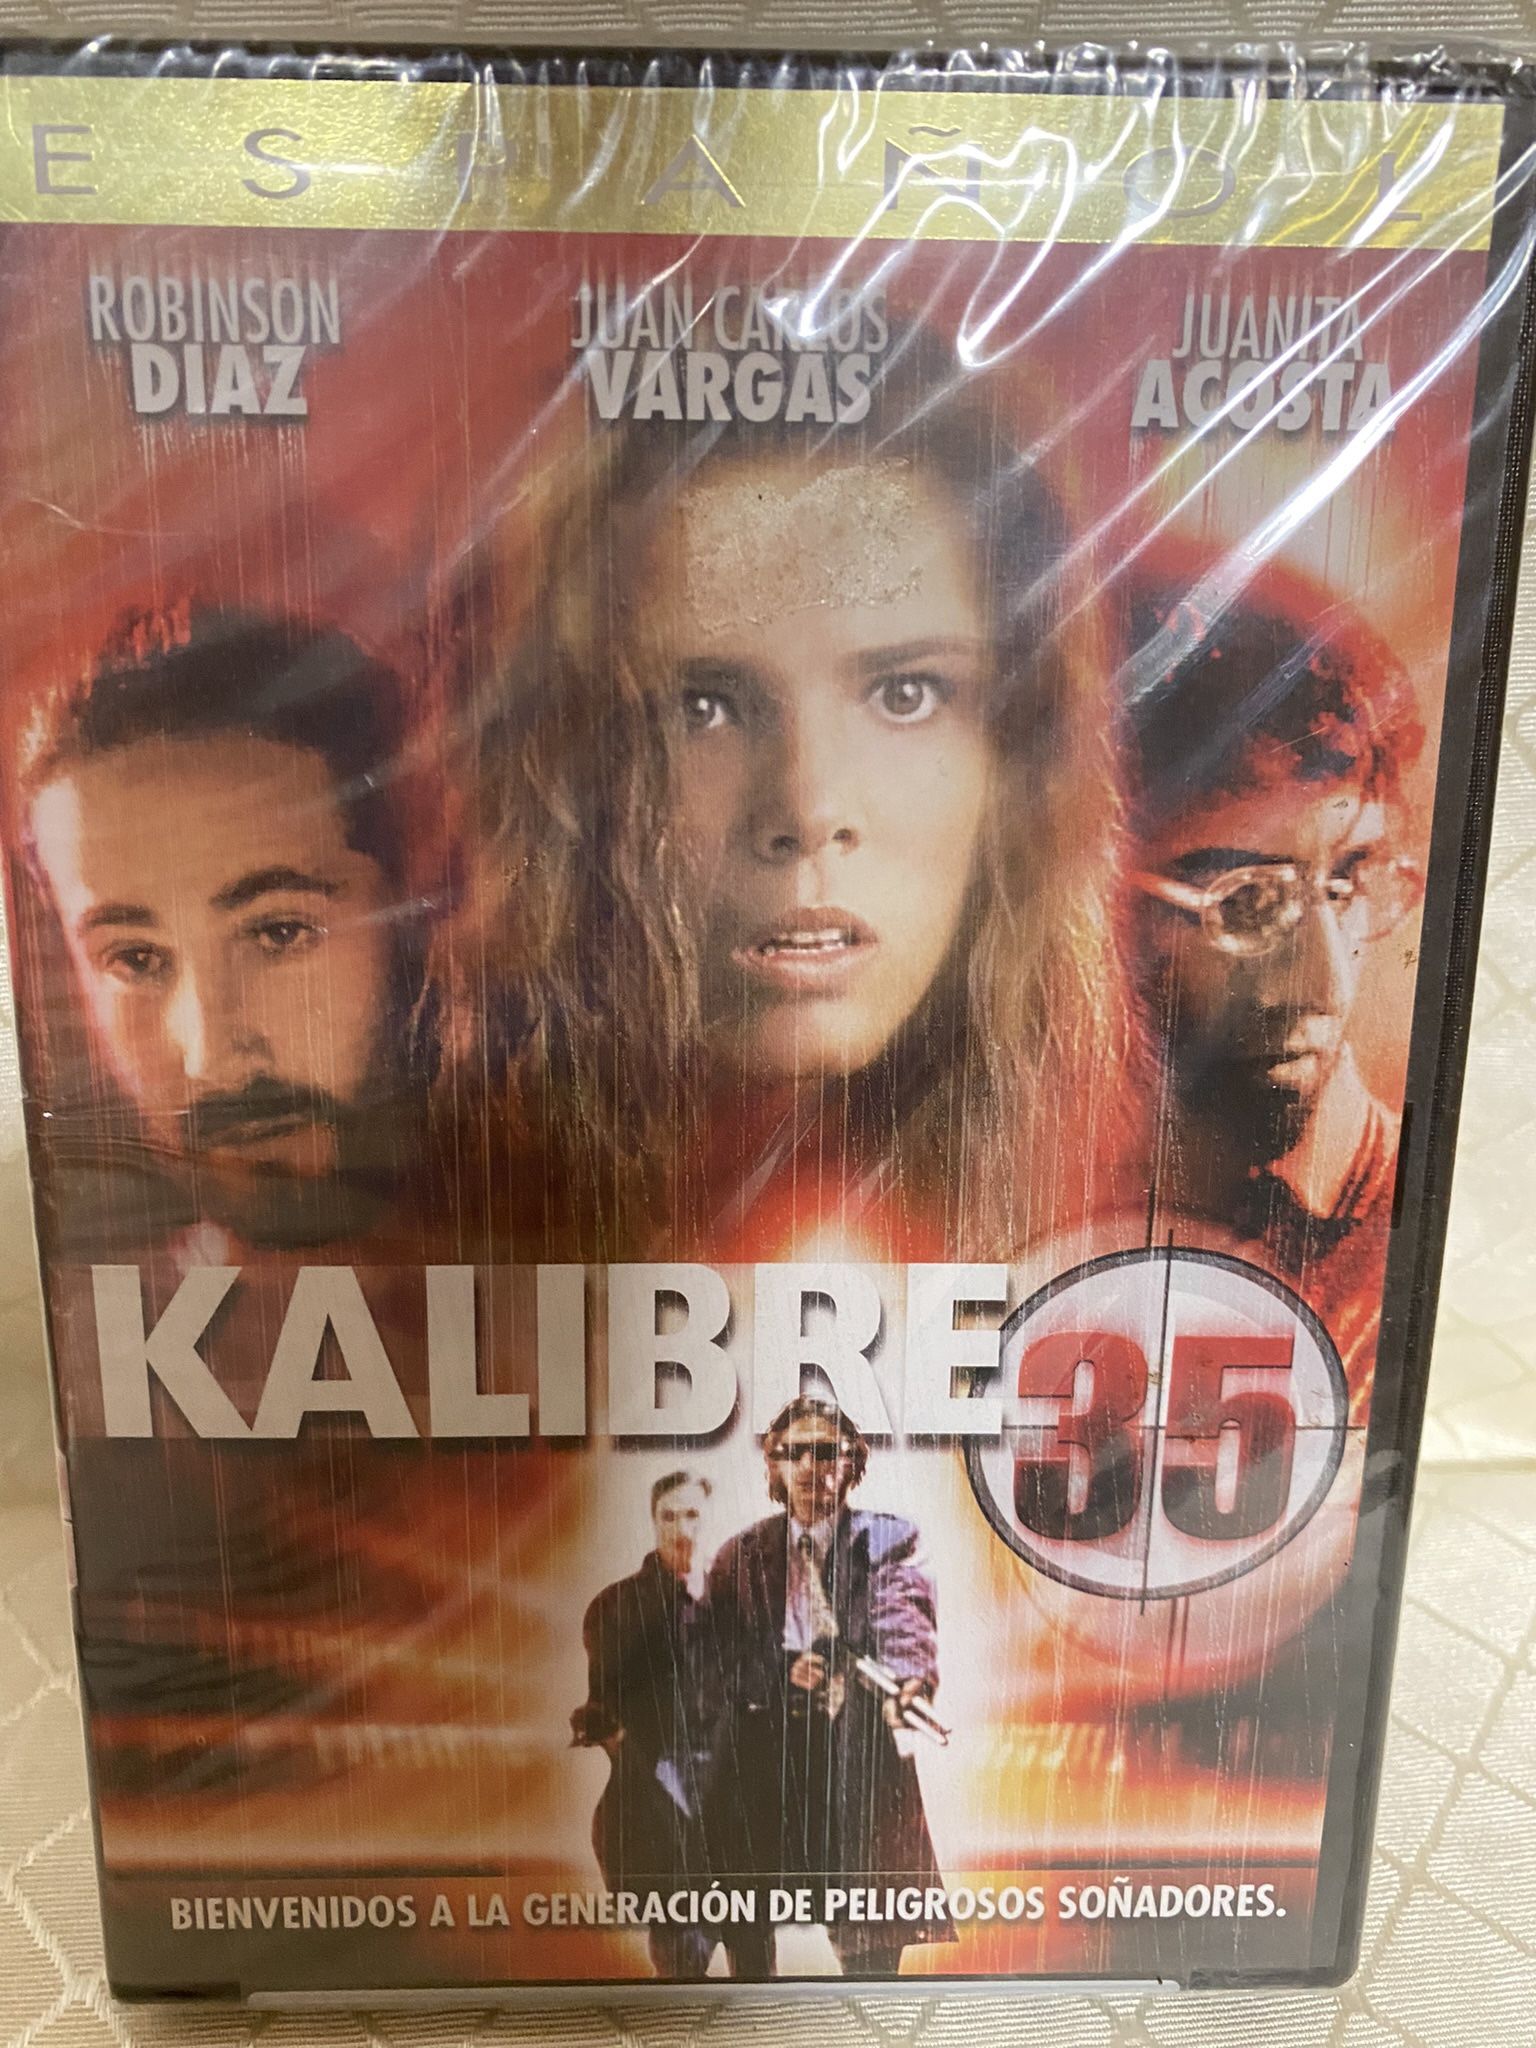 ESPAÑOL
ROBINSON
DIAZ
JUAN CARLOS
VARGAS
JUANITA
ACOSTA
KALIBRE 35
BIENVENIDOS A LA GENERACIÓN DE PELIGROSOS SOÑADORES.